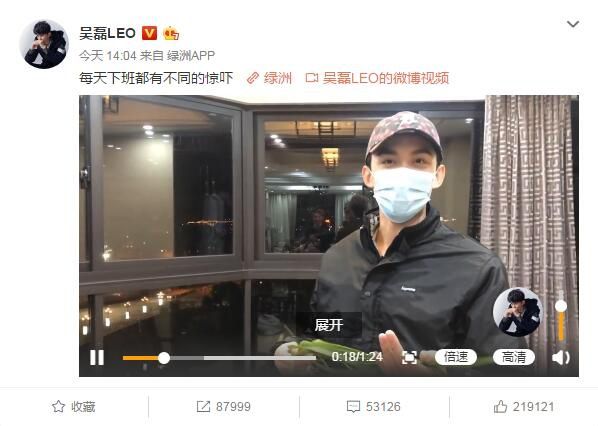 吴磊LEO V
今天 14:04 来自 绿洲APP
每天下班都有不同的惊吓 绿洲 吴磊LEO的微博视频
Supreme
展开
0:18/1:24 倍速 高清
收藏 87999 53126 219121